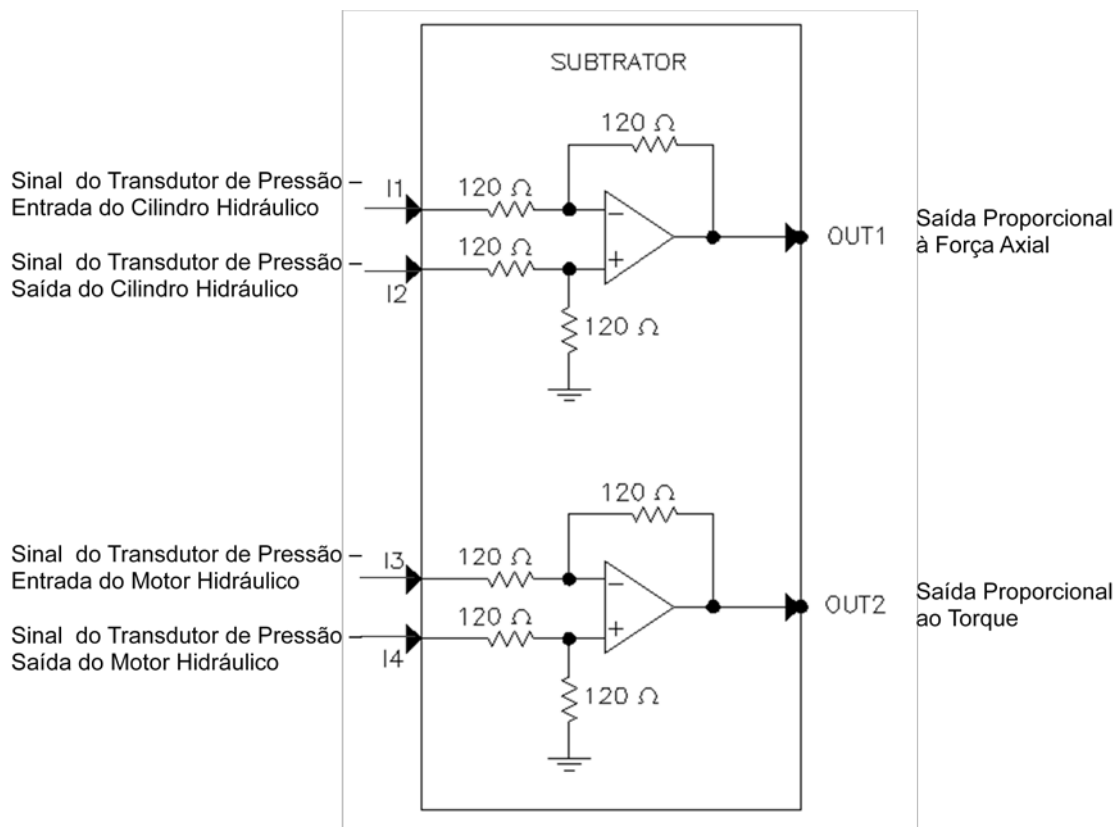 SUBTRATOR
120 Ω
Sinal do Transdutor de Pressão –
Entrada do Cilindro Hidráulico
I1
120 Ω
120 Ω
Sinal do Transdutor de Pressão –
Saída do Cilindro Hidráulico
I2
−
+
OUT1
Saída Proporcional
à Força Axial
120 Ω
120 Ω
Sinal do Transdutor de Pressão –
Entrada do Motor Hidráulico
I3
120 Ω
120 Ω
Sinal do Transdutor de Pressão –
Saída do Motor Hidráulico
I4
−
+
OUT2
Saída Proporcional
ao Torque
120 Ω